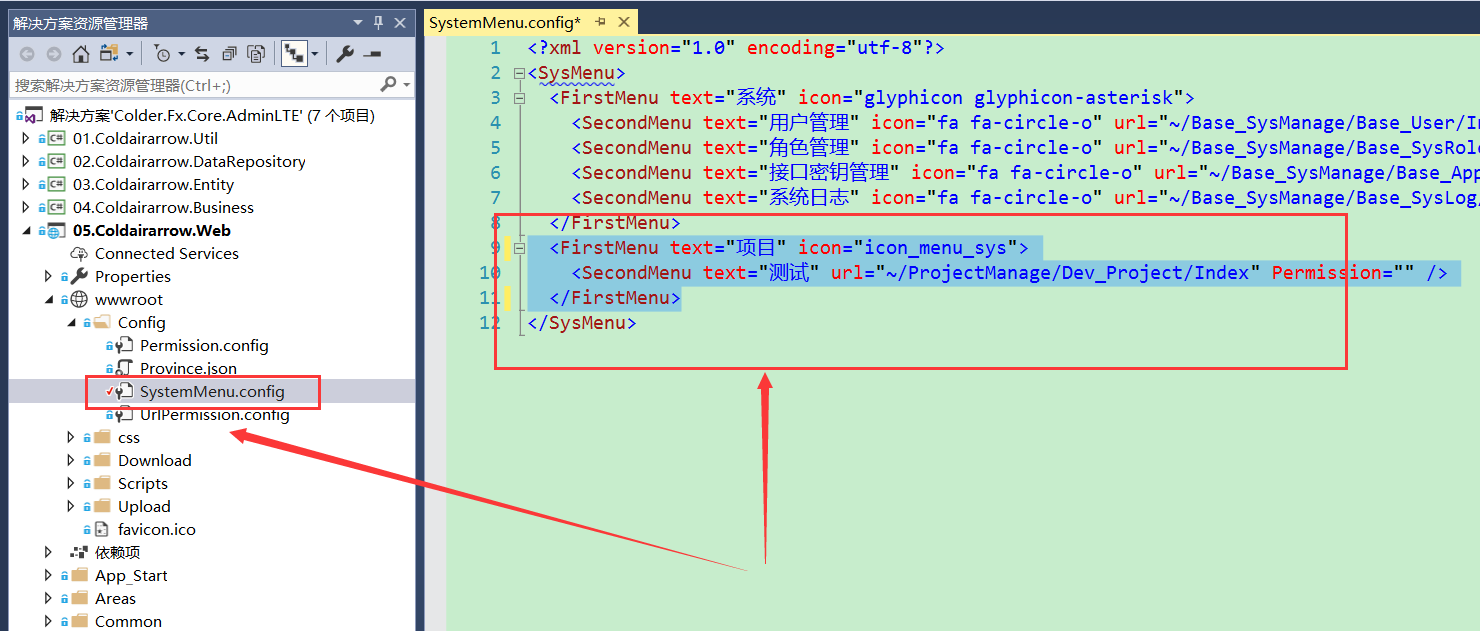 解决方案资源管理器
搜索解决方案资源管理器(Ctrl+;)
解决方案'Colder.Fx.Core.AdminLTE' (7 个项目)
C# 01.Coldairarrow.Util
C# 02.Coldairarrow.DataRepository
C# 03.Coldairarrow.Entity
C# 04.Coldairarrow.Business
05.Coldairarrow.Web
Connected Services
Properties
wwwroot
Config
Permission.config
Province.json
SystemMenu.config
UrlPermission.config
css
Download
Scripts
Upload
favicon.ico
依赖项
App_Start
Areas
Common
SystemMenu.config*
1 <?xml version="1.0" encoding="utf-8"?>
2 <SysMenu>
3 <FirstMenu text="系统" icon="glyphicon glyphicon-asterisk">
4 <SecondMenu text="用户管理" icon="fa fa-circle-o" url="~/Base_SysManage/Base_User/In
5 <SecondMenu text="角色管理" icon="fa fa-circle-o" url="~/Base_SysManage/Base_SysRole
6 <SecondMenu text="接口密钥管理" icon="fa fa-circle-o" url="~/Base_SysManage/Base_App
7 <SecondMenu text="系统日志" icon="fa fa-circle-o" url="~/Base_SysManage/Base_SysLog/
8 </FirstMenu>
9 <FirstMenu text="项目" icon="icon_menu_sys">
10 <SecondMenu text="测试" url="~/ProjectManage/Dev_Project/Index" Permission="" />
11 </FirstMenu>
12 </SysMenu>